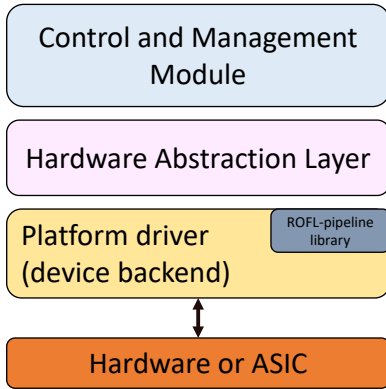 Control and Management
Module
Hardware Abstraction Layer
ROFL-pipeline
library
Platform driver
(device backend)
Hardware or ASIC